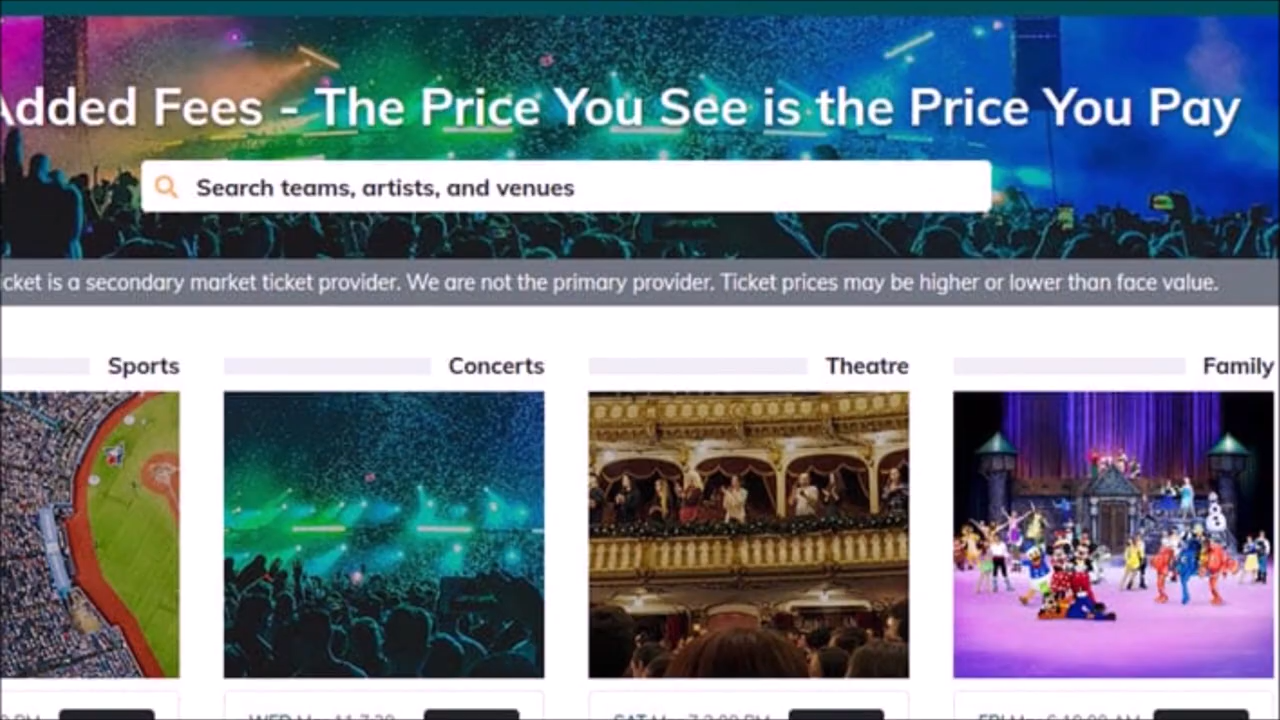 Added Fees - The Price You See is the Price You Pay
Search teams, artists, and venues
icket is a secondary market ticket provider. We are not the primary provider. Ticket prices may be higher or lower than face value.
Sports Concerts Theatre Family